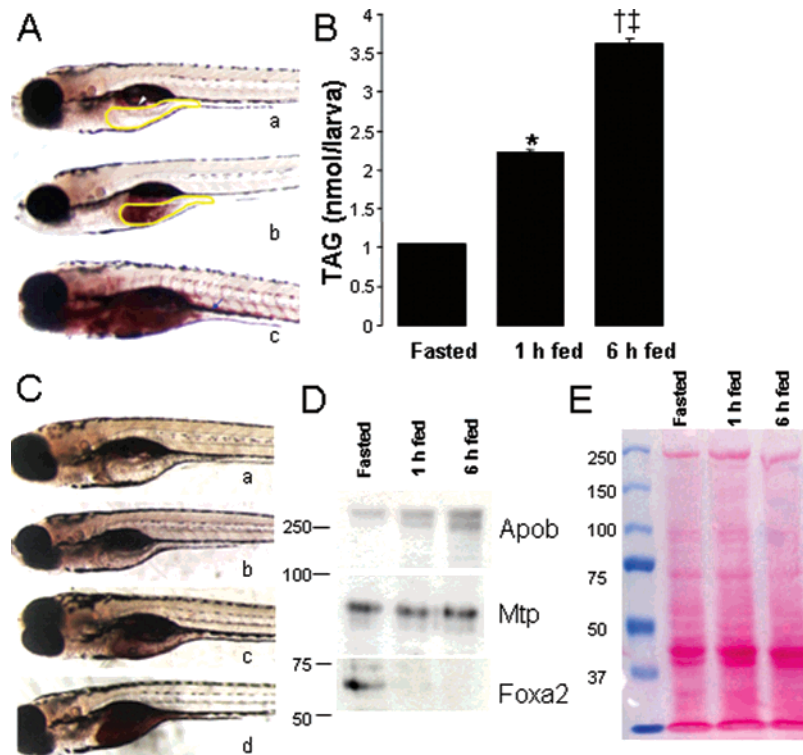 A
a
b
c
B
TAG (nmol/larva)
4
3.5
3
2.5
2
1.5
1
0.5
0
*
†‡
Fasted 1 h fed 6 h fed
C
a
b
c
d
D
Fasted 1 h fed 6 h fed
250
Apob
100
Mtp
75
Foxa2
50
E
Fasted 1 h fed 6 h fed
250
150
100
75
50
37